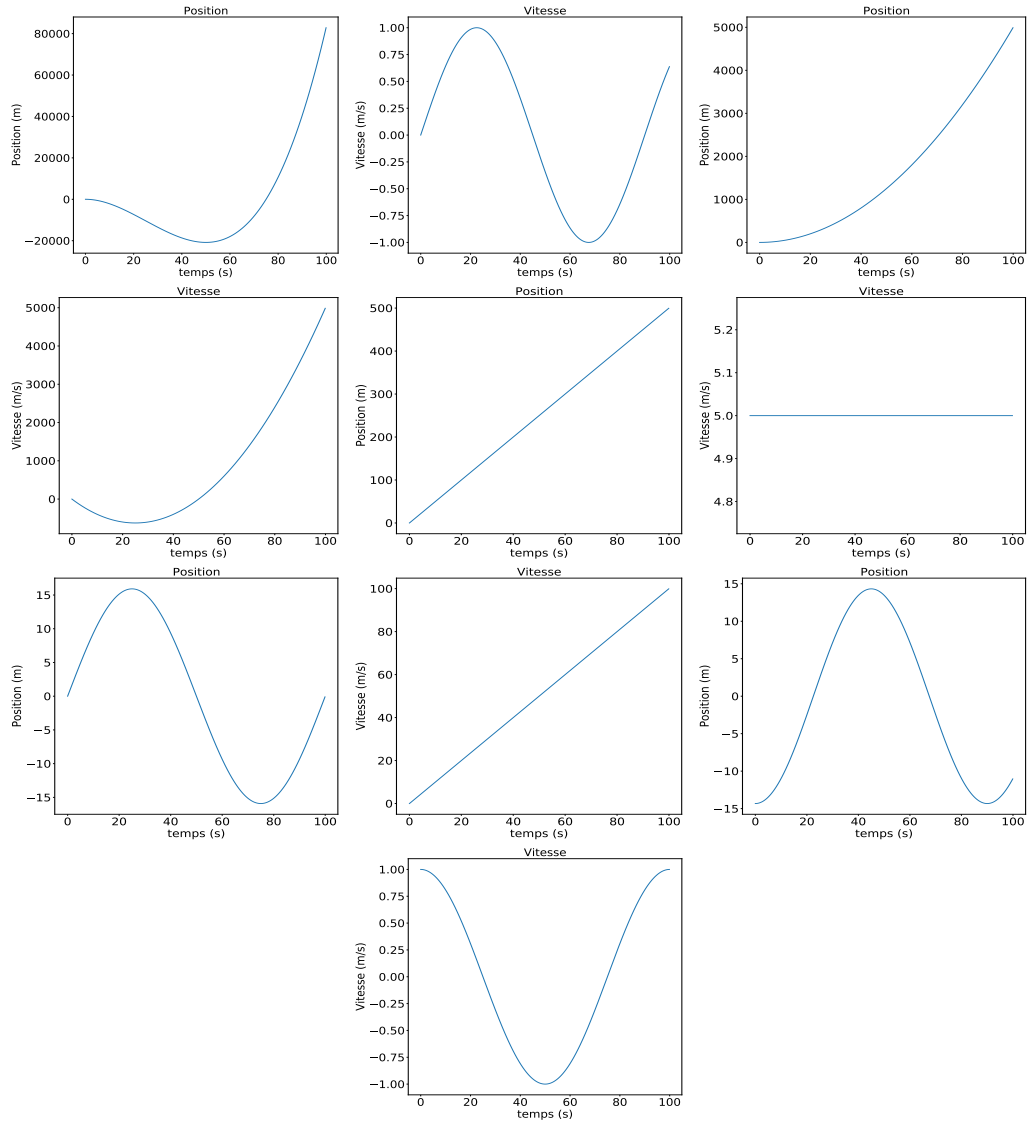 Position
Position (m)
80000
60000
40000
20000
0
−20000
0 20 40 60 80 100
temps (s)
Vitesse
Vitesse (m/s)
1.00
0.75
0.50
0.25
0.00
−0.25
−0.50
−0.75
−1.00
0 20 40 60 80 100
temps (s)
Position
Position (m)
5000
4000
3000
2000
1000
0
0 20 40 60 80 100
temps (s)
Vitesse
Vitesse (m/s)
5000
4000
3000
2000
1000
0
0 20 40 60 80 100
temps (s)
Position
Position (m)
500
400
300
200
100
0
0 20 40 60 80 100
temps (s)
Vitesse
Vitesse (m/s)
5.2
5.1
5.0
4.9
4.8
0 20 40 60 80 100
temps (s)
Position
Position (m)
15
10
5
0
−5
−10
−15
0 20 40 60 80 100
temps (s)
Vitesse
Vitesse (m/s)
100
80
60
40
20
0
0 20 40 60 80 100
temps (s)
Position
Position (m)
15
10
5
0
−5
−10
−15
0 20 40 60 80 100
temps (s)
Vitesse
Vitesse (m/s)
1.00
0.75
0.50
0.25
0.00
−0.25
−0.50
−0.75
−1.00
0 20 40 60 80 100
temps (s)